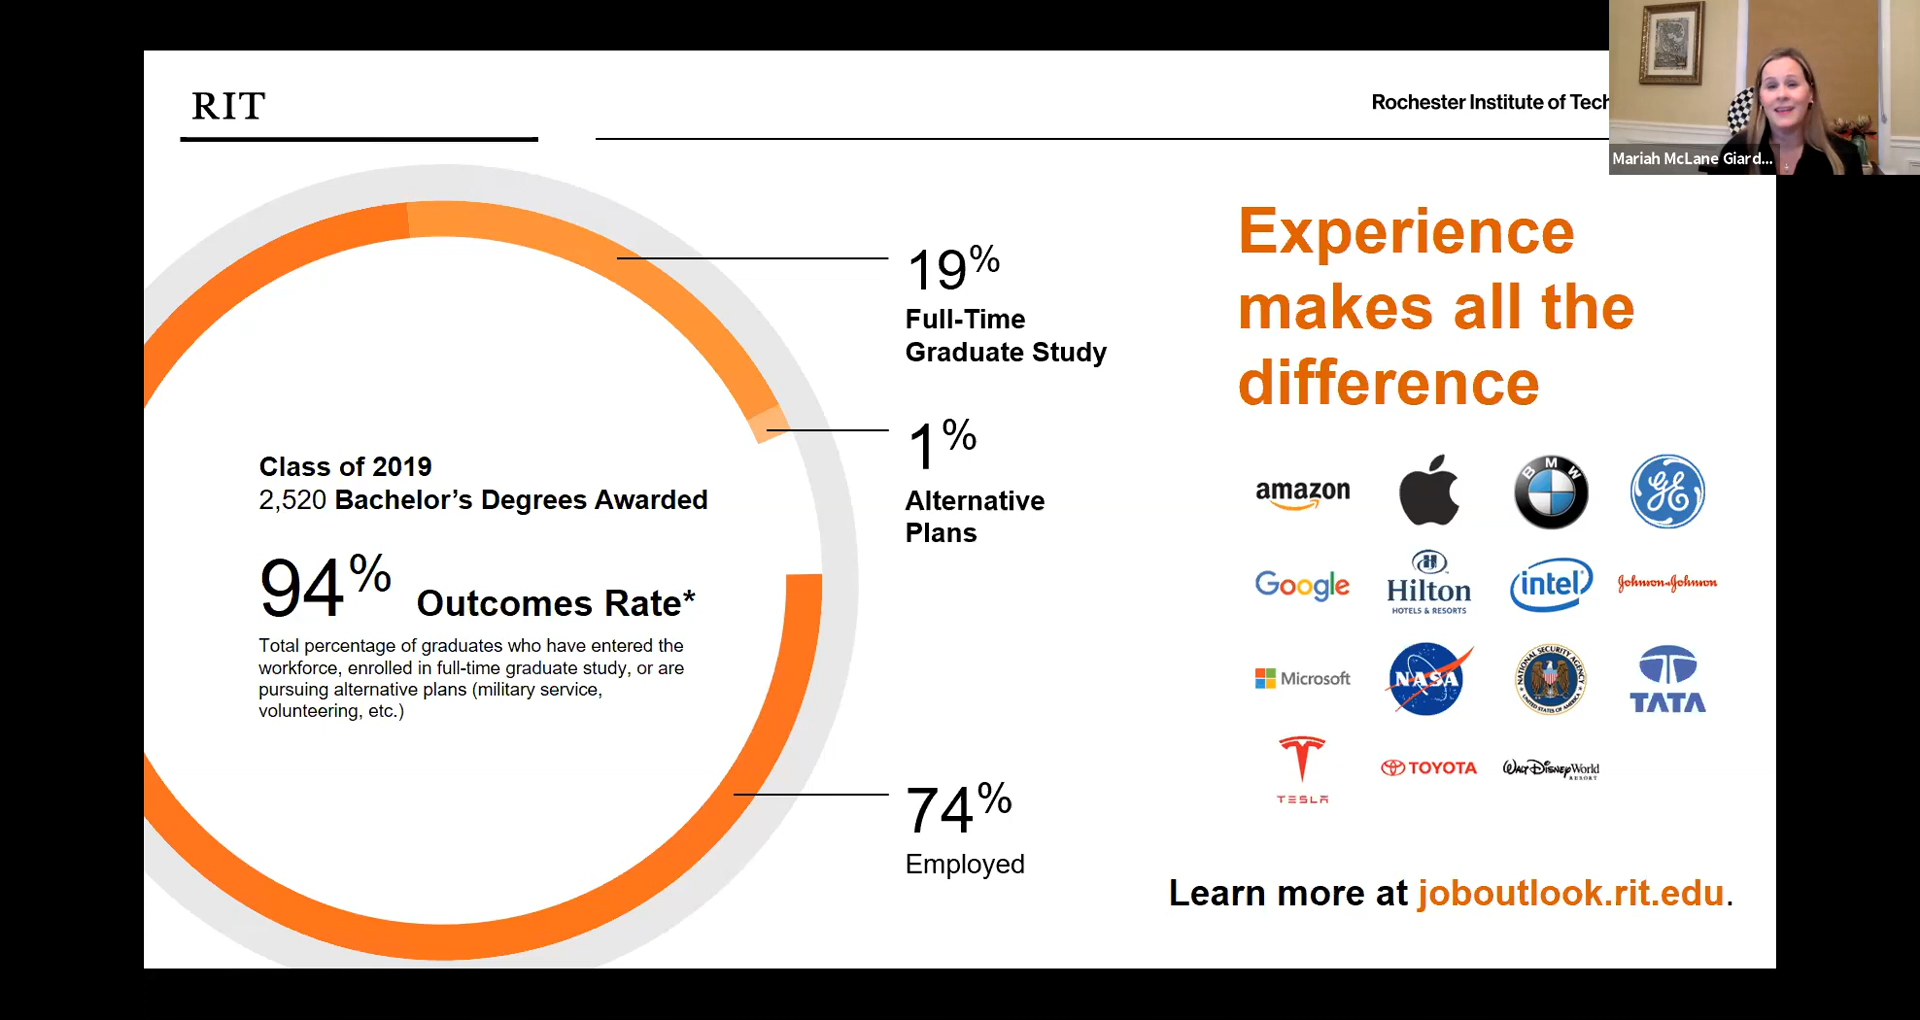 RIT
Rochester Institute of Tech
Mariah McLane Giard...
Experience
makes all the
difference
19%
Full-Time
Graduate Study
1%
Alternative
Plans
Class of 2019
2,520 Bachelor’s Degrees Awarded
94% Outcomes Rate*
Total percentage of graduates who have entered the
workforce, enrolled in full-time graduate study, or are
pursuing alternative plans (military service,
volunteering, etc.)
74%
Employed
amazon
BMW
GE
Google
Hilton
HOTELS & RESORTS
intel
Johnson & Johnson
Microsoft
NASA
NATIONAL SECURITY AGENCY
UNITED STATES OF AMERICA
TATA
TESLA
TOYOTA
Walt Disney World
RESORT
Learn more at joboutlook.rit.edu.